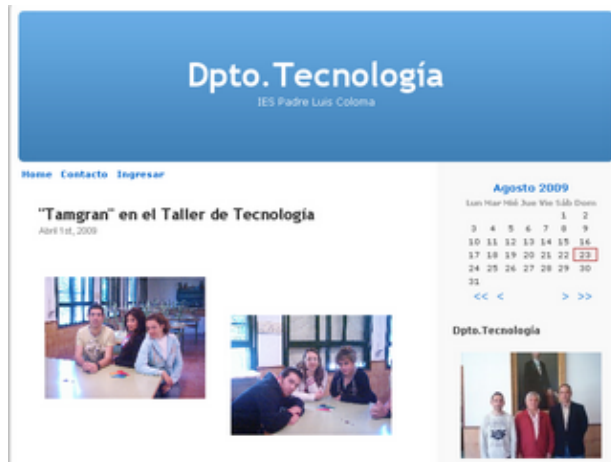 Dpto.Tecnología
IES Padre Luis Coloma
Home Contacto Ingresar
"Tamgran" en el Taller de Tecnología
Abril 1st, 2009
Agosto 2009
Lun Mar Mié Jue Vie Sáb Dom
1 2
3 4 5 6 7 8 9
10 11 12 13 14 15 16
17 18 19 20 21 22 23
24 25 26 27 28 29 30
31
<< < > >>
Dpto.Tecnología